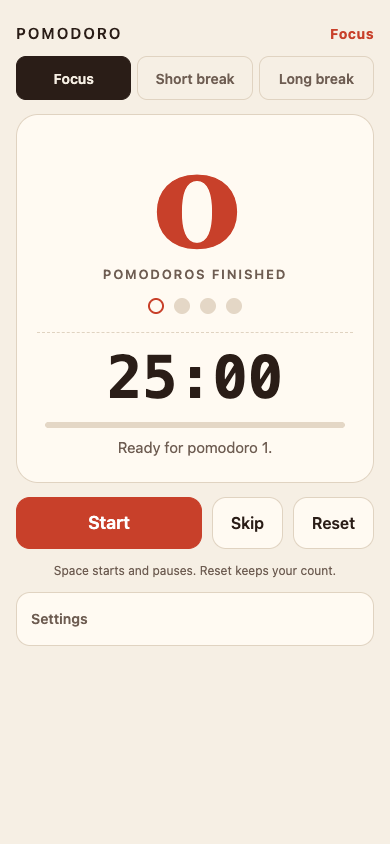 POMODORO Focus
Focus Short break Long break
0
POMODOROS FINISHED
25:00
Ready for pomodoro 1.
Start Skip Reset
Space starts and pauses. Reset keeps your count.
Settings